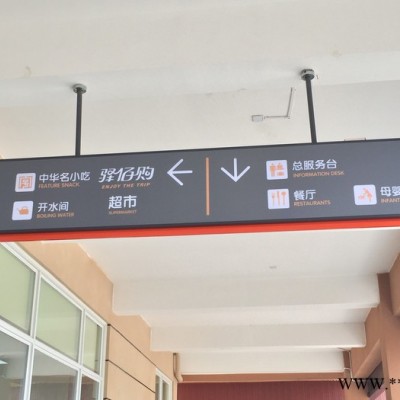 中华名小吃
FEATURE SNACK
驿佰购
ENJOY THE TRIP
开水间
BOILING WATER
超市
SUPERMARKET
总服务台
INFORMATION DESK
餐厅
RESTAURANTS
母婴
www.**